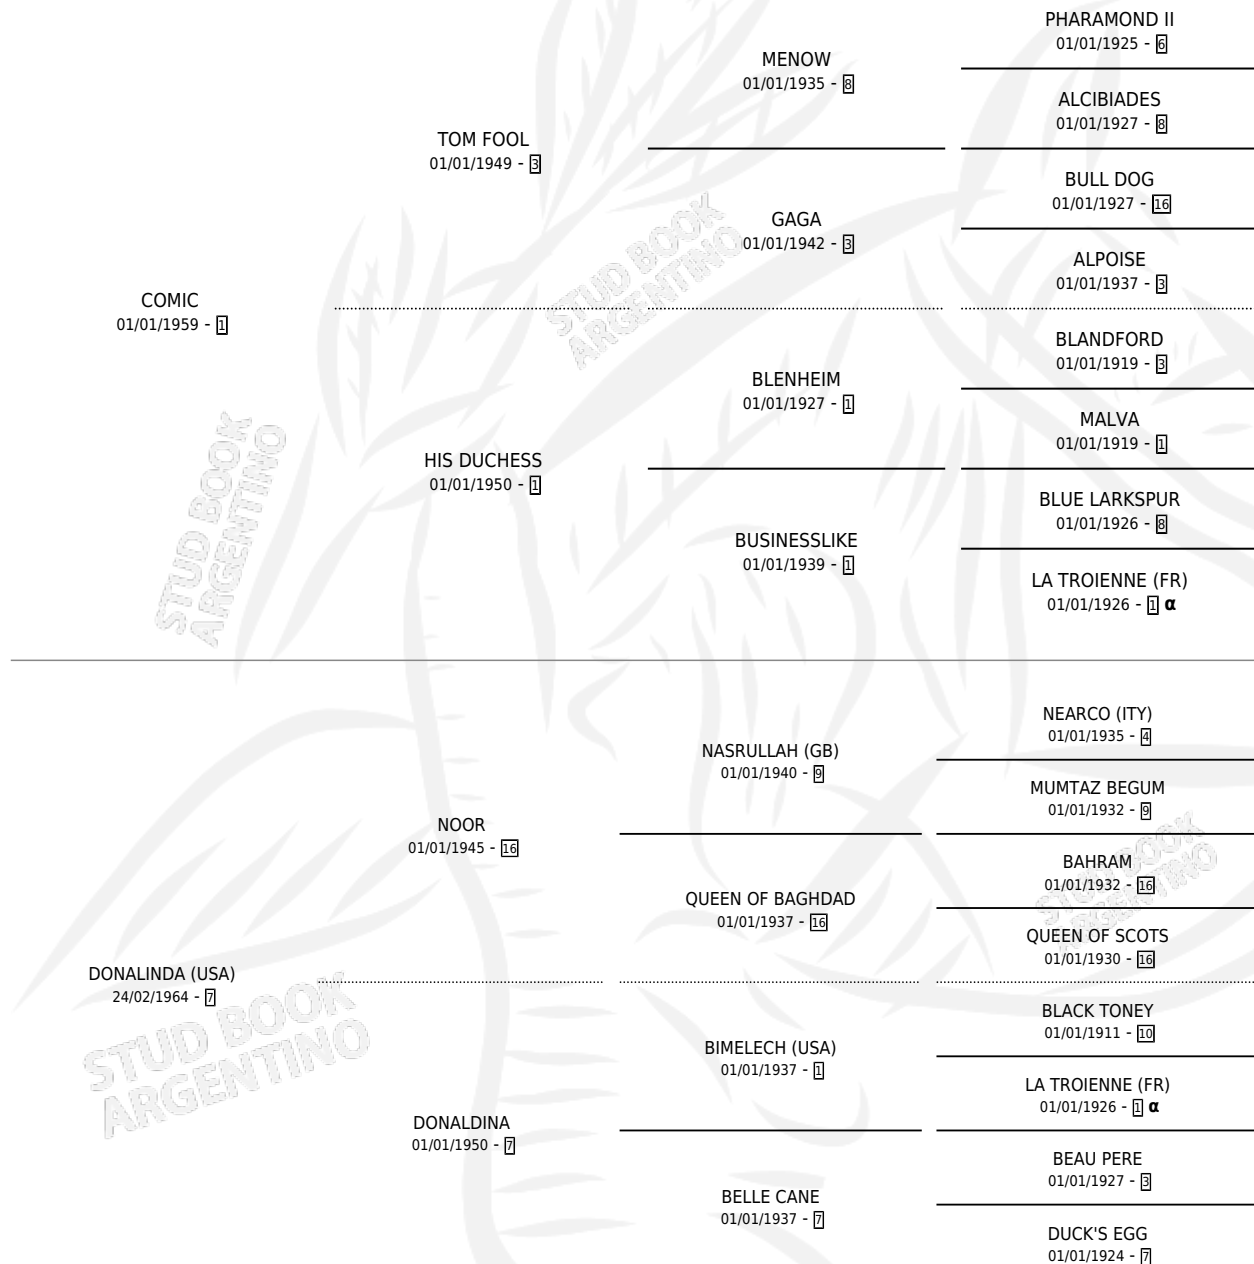 PHARAMOND II
01/01/1925 - 6
MENOW
01/01/1935 - 8
ALCIBIADES
01/01/1927 - 8
TOM FOOL
01/01/1949 - 3
BULL DOG
01/01/1927 - 16
GAGA
01/01/1942 - 3
ALPOISE
01/01/1937 - 3
COMIC
01/01/1959 - 1
BLANDFORD
01/01/1919 - 3
BLENHEIM
01/01/1927 - 1
MALVA
01/01/1919 - 1
HIS DUCHESS
01/01/1950 - 1
BLUE LARKSPUR
01/01/1926 - 8
BUSINESSLIKE
01/01/1939 - 1
LA TROIENNE (FR)
01/01/1926 - 1 α
STUD BOOK
ARGENTINO
STUD BOOK
ARGENTINO
NEARCO (ITY)
01/01/1935 - 4
NASRULLAH (GB)
01/01/1940 - 9
MUMTAZ BEGUM
01/01/1932 - 9
NOOR
01/01/1945 - 16
BAHRAM
01/01/1932 - 16
QUEEN OF BAGHDAD
01/01/1937 - 16
QUEEN OF SCOTS
01/01/1930 - 16
DONALINDA (USA)
24/02/1964 - 7
BLACK TONEY
01/01/1911 - 10
BIMELECH (USA)
01/01/1937 - 1
LA TROIENNE (FR)
01/01/1926 - 1 α
DONALDINA
01/01/1950 - 7
BEAU PERE
01/01/1927 - 3
BELLE CANE
01/01/1937 - 7
DUCK'S EGG
01/01/1924 - 7
STUD BOOK
ARGENTINO
STUD BOOK
ARGENTINO